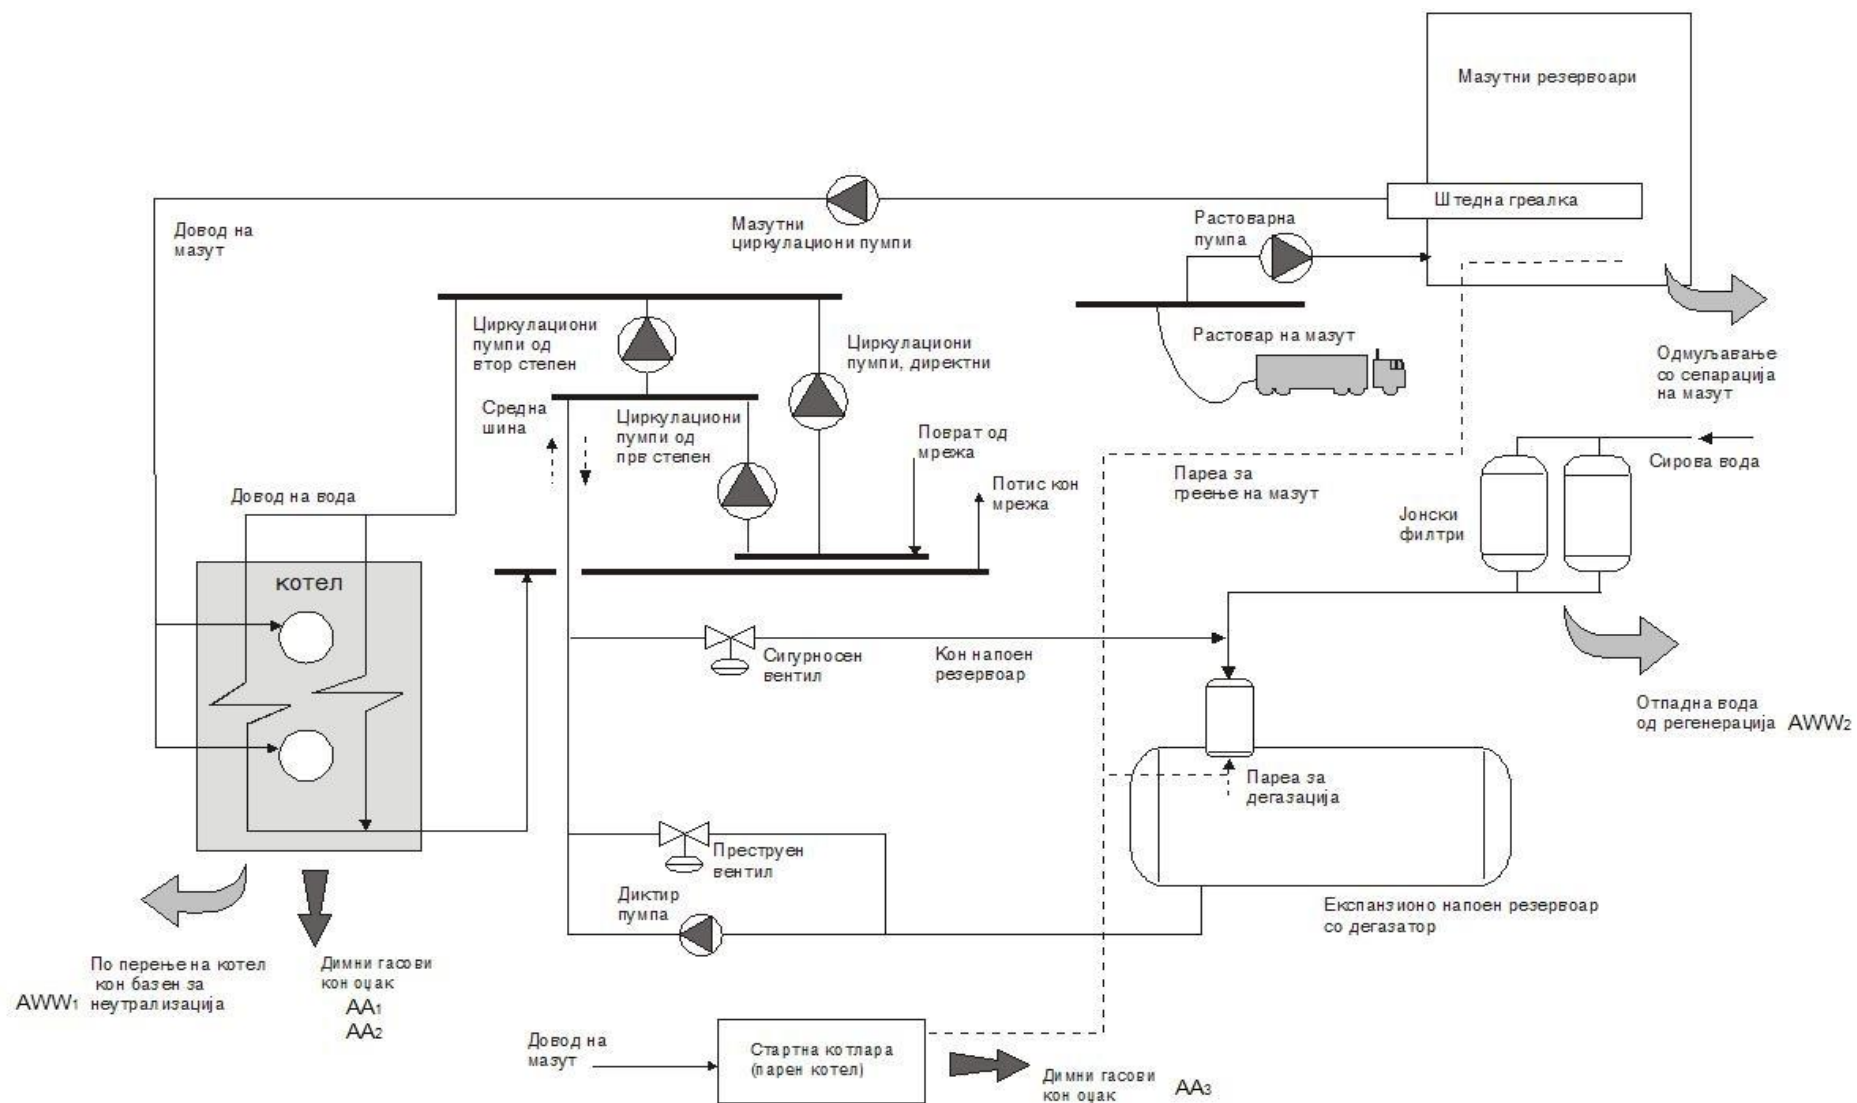 Мазутни резервоари
Штедна греалка
Довод на
мазут
Мазутни
циркулациони пумпи
Растоварна
пумпа
Циркулациони
пумпи од
втор степен
Циркулациони
пумпи, директни
Растовар на мазут
Одмуљавање
со сепарација
на мазут
Средна
шина
Циркулациони
пумпи од
прв степен
Поврат од
мрежа
Потис кон
мрежа
Пареа за
греење на мазут
Сирова вода
Јонски
филтри
Довод на вода
котел
Сигурносен
вентил
Кон напоен
резервоар
Отпадна вода
од регенерација AWW2
Пареа за
дегазација
Преструен
вентил
Диктир
пумпа
Експанзионо напоен резервоар
со дегазатор
По перење на котел
кон базен за
AWW1 неутрализација
Димни гасови
кон оџак
AA1
AA2
Довод на
мазут
Стартна котлара
(парен котел)
Димни гасови
кон оџак AA3